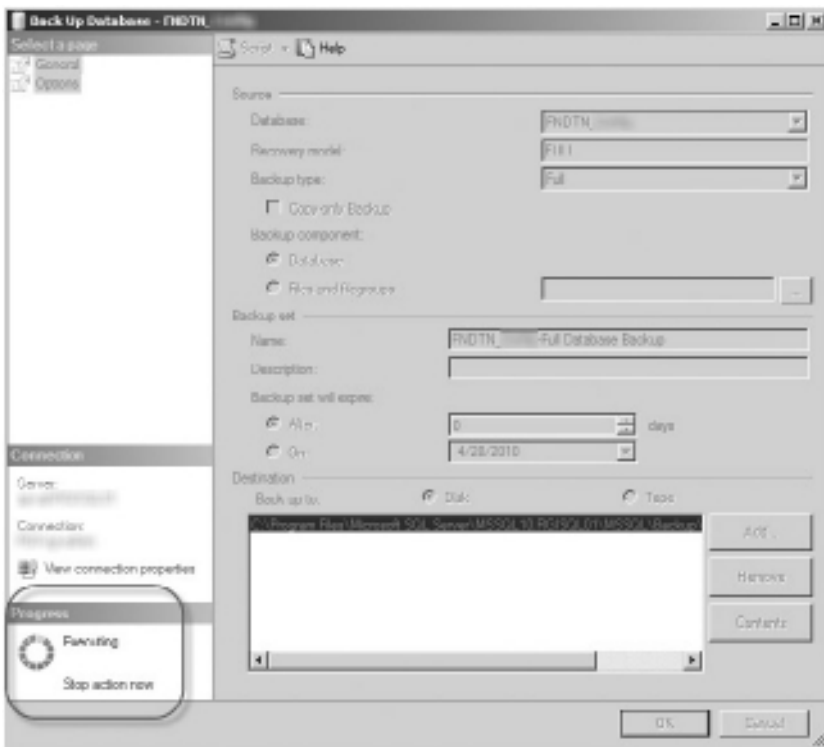 Back Up Database - FNDTN_
Select a page
General
Options
Script
Help
Source
Database:
FNDTN_
Recovery model:
FULL
Backup type:
Full
Copy-only Backup
Backup component:
Database
Files and filegroups
...
Backup set
Name:
FNDTN_ -Full Database Backup
Description:
Backup set will expire:
After:
0
days
On:
4/28/2010
Destination
Back up to:
Disk
Tape
C:\Program Files\Microsoft SQL Server\MSSQL10.RGSQL01\MSSQL\Backup\
Add...
Remove
Contents
Connection
Server:
Connection:
View connection properties
Progress
Executing
Stop action now
OK
Cancel